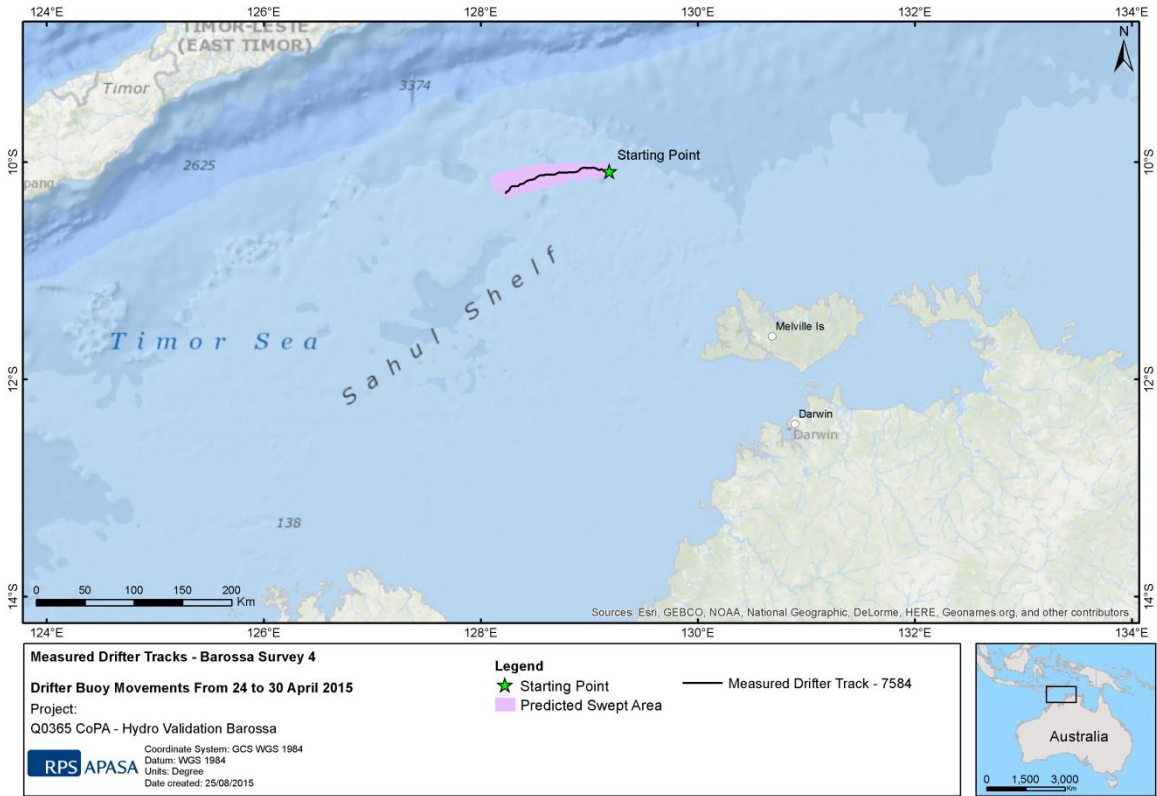 124°E 126°E 128°E 130°E 132°E 134°E
TIMOR-LESTE
(EAST TIMOR)
N
Timor
3374
2625
10°S
10°S
Starting Point
pang
Sahul Shelf
Timor Sea
Melville Is
12°S
12°S
Darwin
Darwin
138
14°S
14°S
0 50 100 150 200
Km
Sources: Esri, GEBCO, NOAA, National Geographic, DeLorme, HERE, Geonames.org, and other contributors
124°E 126°E 128°E 130°E 132°E 134°E
Measured Drifter Tracks - Barossa Survey 4
Drifter Buoy Movements From 24 to 30 April 2015
Project:
Q0365 CoPA - Hydro Validation Barossa
RPS APASA
Coordinate System: GCS WGS 1984
Datum: WGS 1984
Units: Degree
Date created: 25/08/2015
Legend
Starting Point
Predicted Swept Area
Measured Drifter Track - 7584
Australia
0 1,500 3,000
Km